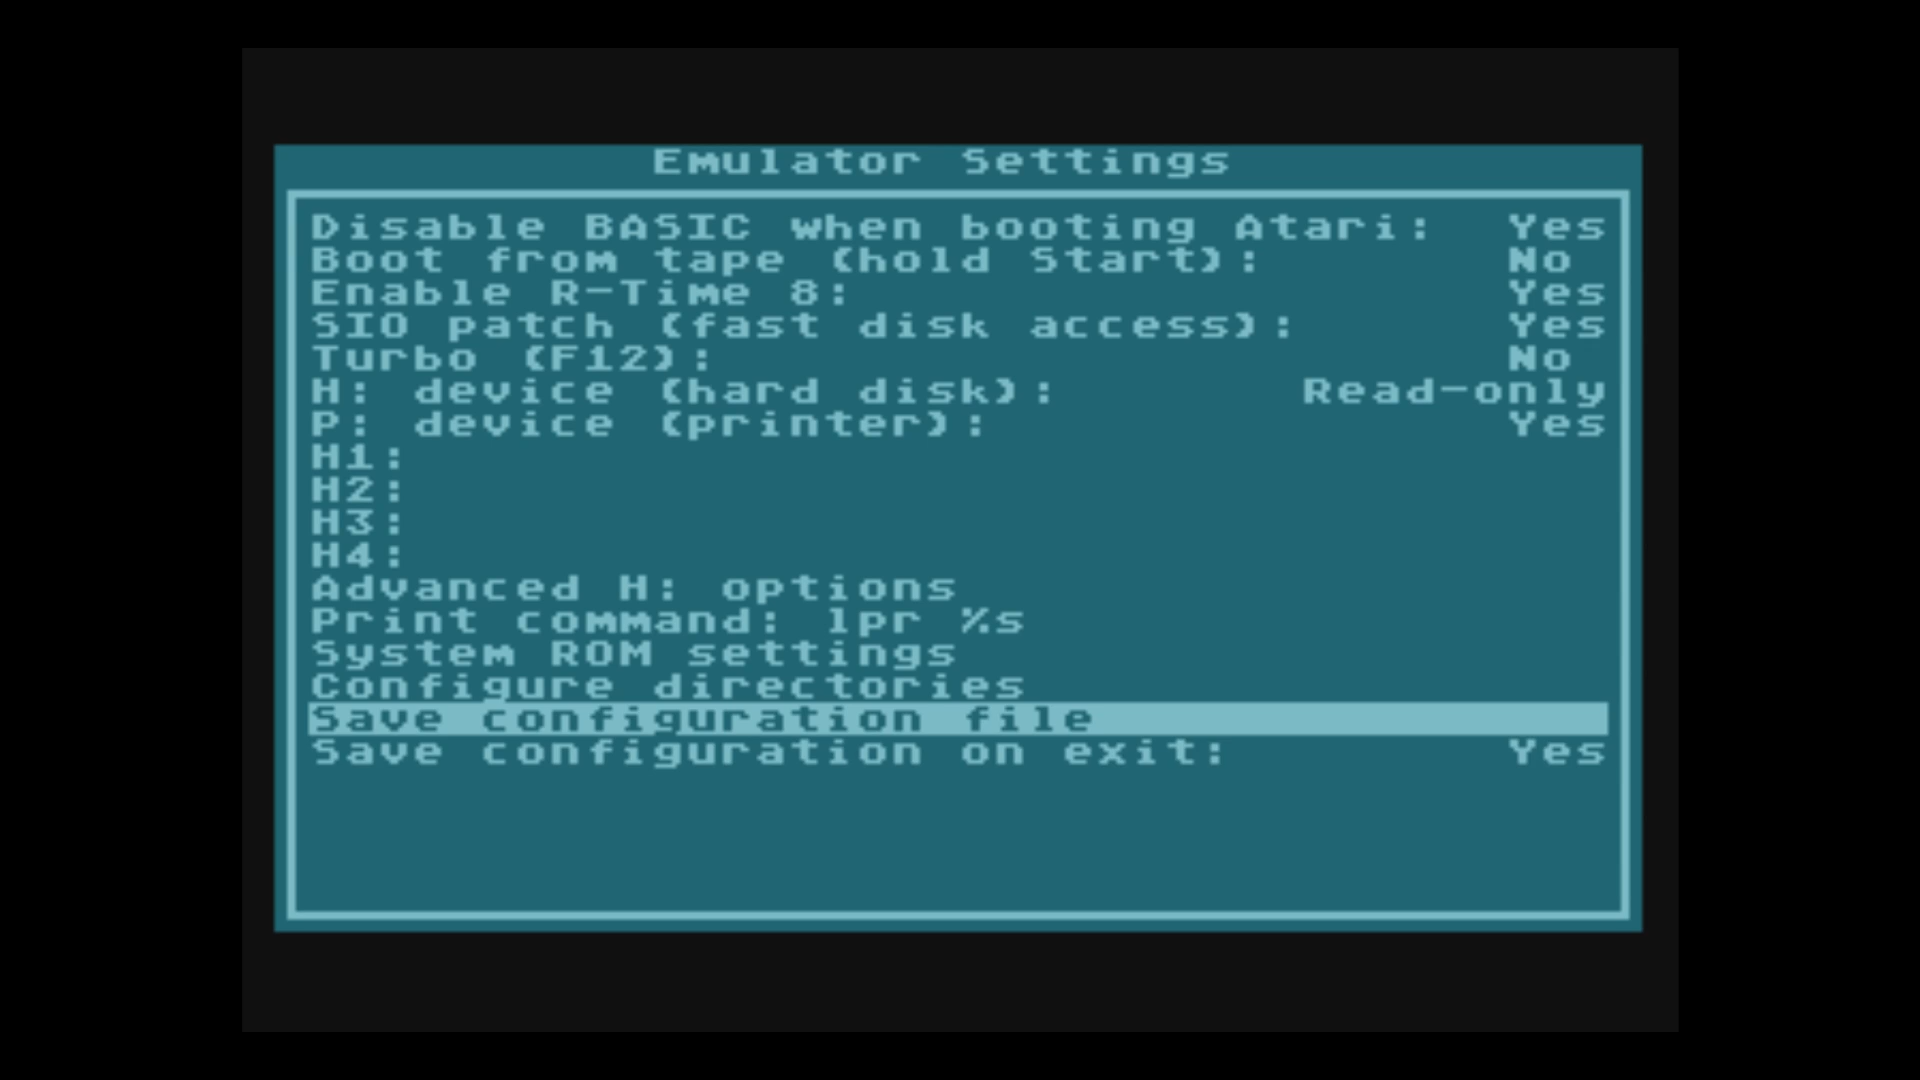 Emulator Settings
Disable BASIC when booting Atari: Yes
Boot from tape (hold Start): No
Enable R-Time 8: Yes
SIO patch (fast disk access): Yes
Turbo (F12): No
H: device (hard disk): Read-only
P: device (printer): Yes
H1:
H2:
H3:
H4:
Advanced H: options
Print command: lpr %s
System ROM settings
Configure directories
Save configuration file
Save configuration on exit: Yes